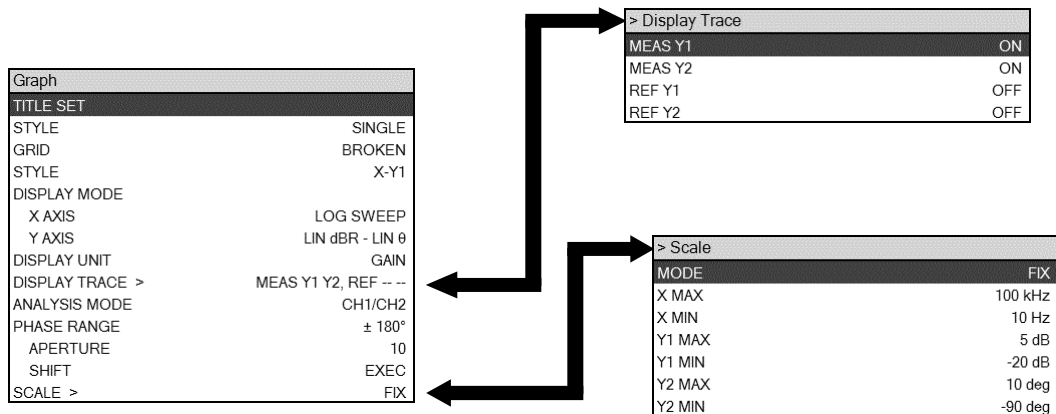 Graph
TITLE SET
STYLE SINGLE
GRID BROKEN
STYLE X-Y1
DISPLAY MODE
X AXIS LOG SWEEP
Y AXIS LIN dBR - LIN θ
DISPLAY UNIT GAIN
DISPLAY TRACE > MEAS Y1 Y2, REF -- --
ANALYSIS MODE CH1/CH2
PHASE RANGE ± 180°
APERTURE 10
SHIFT EXEC
SCALE > FIX
> Display Trace
MEAS Y1 ON
MEAS Y2 ON
REF Y1 OFF
REF Y2 OFF
> Scale
MODE FIX
X MAX 100 kHz
X MIN 10 Hz
Y1 MAX 5 dB
Y1 MIN -20 dB
Y2 MAX 10 deg
Y2 MIN -90 deg